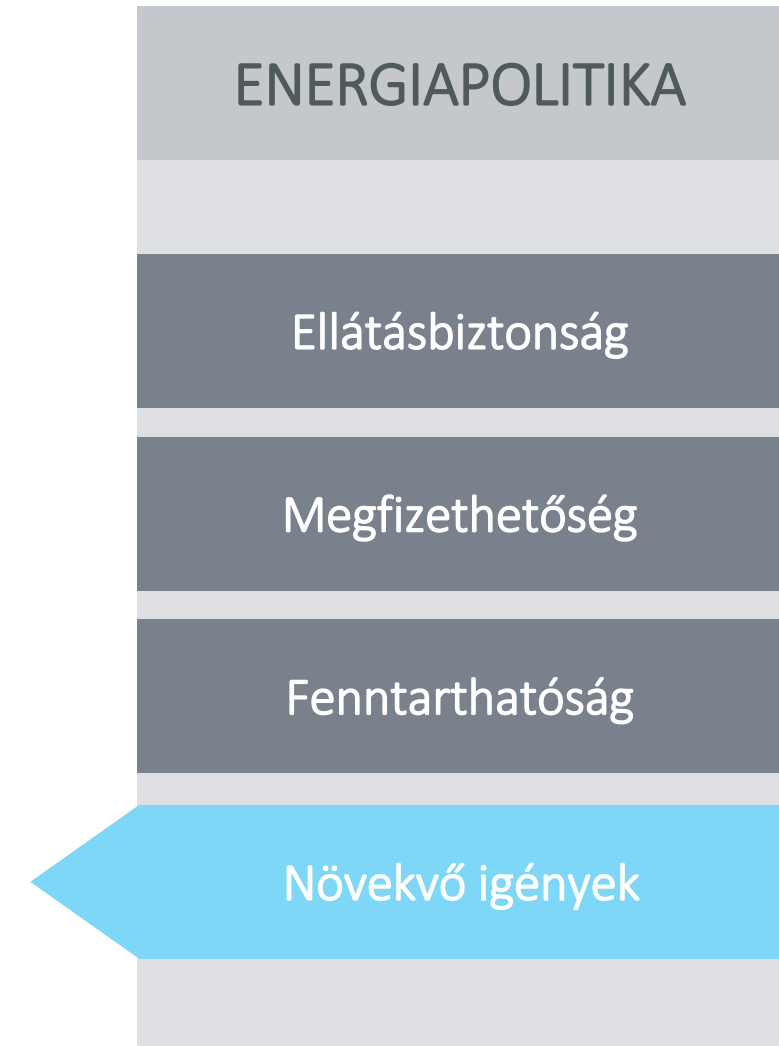 ENERGIAPOLITIKA
Ellátásbiztonság
Megfizethetőség
Fenntarthatóság
Növekvő igények